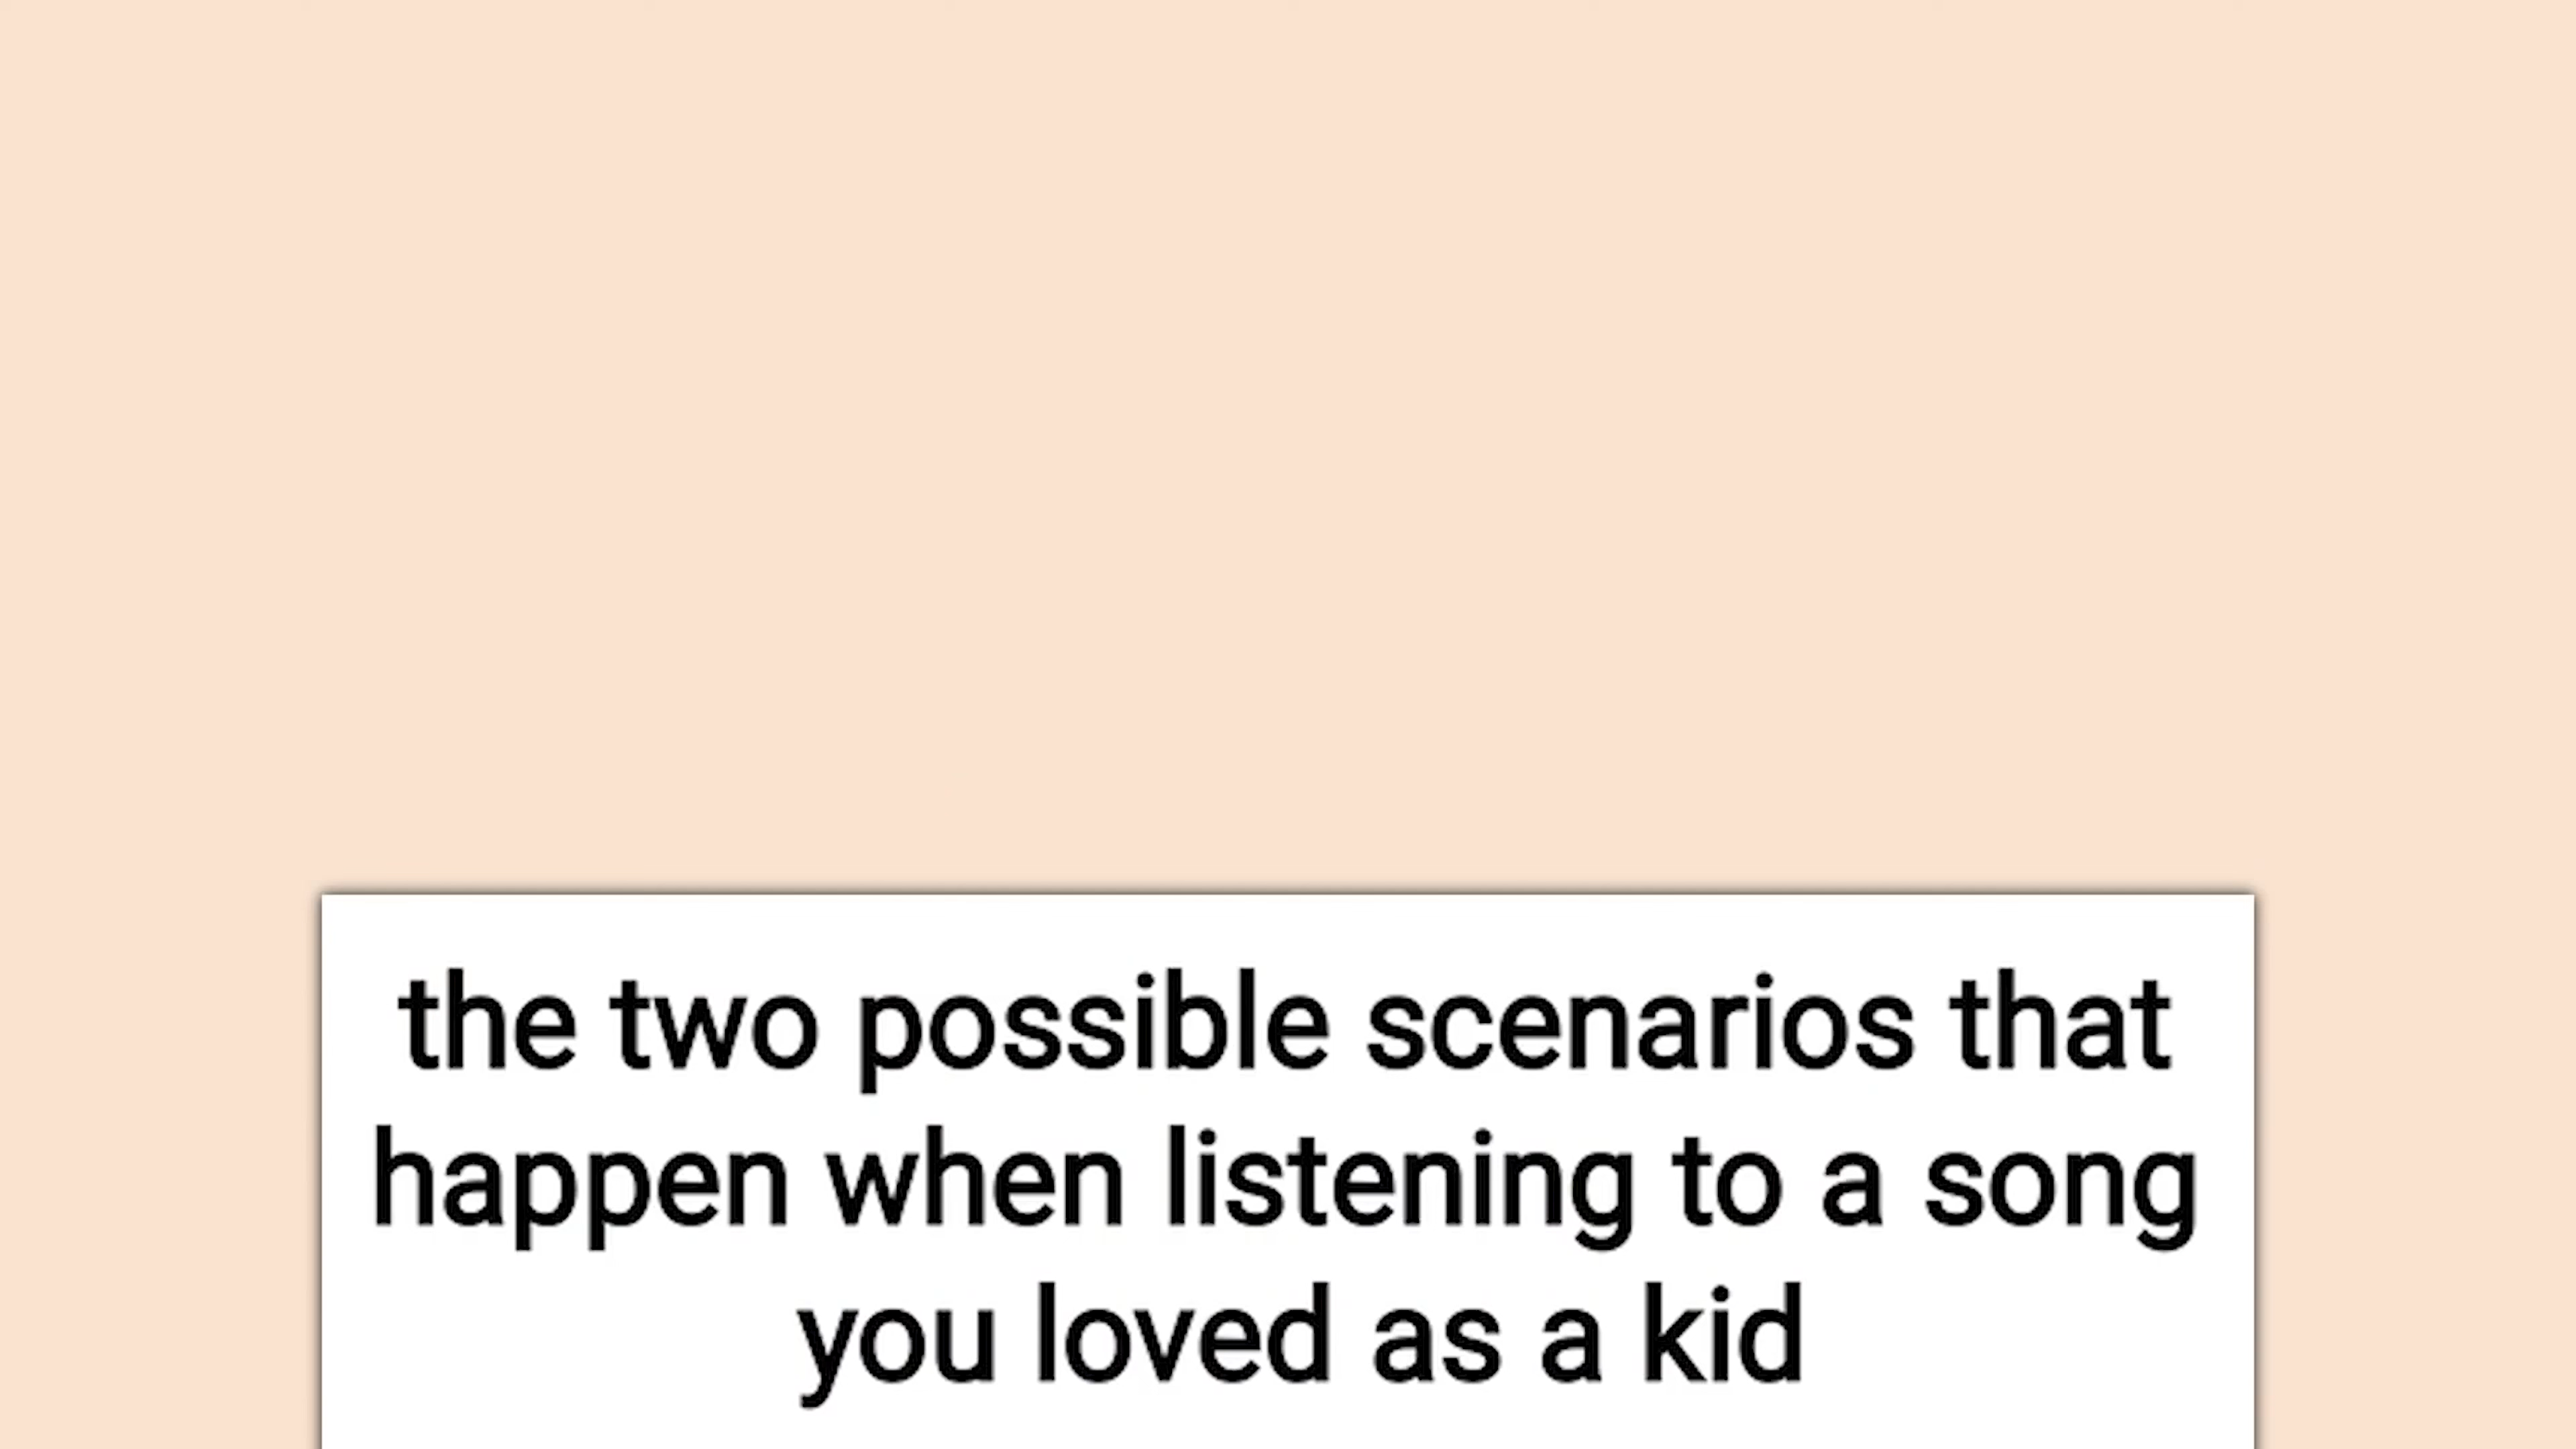 the two possible scenarios that
happen when listening to a song
you loved as a kid